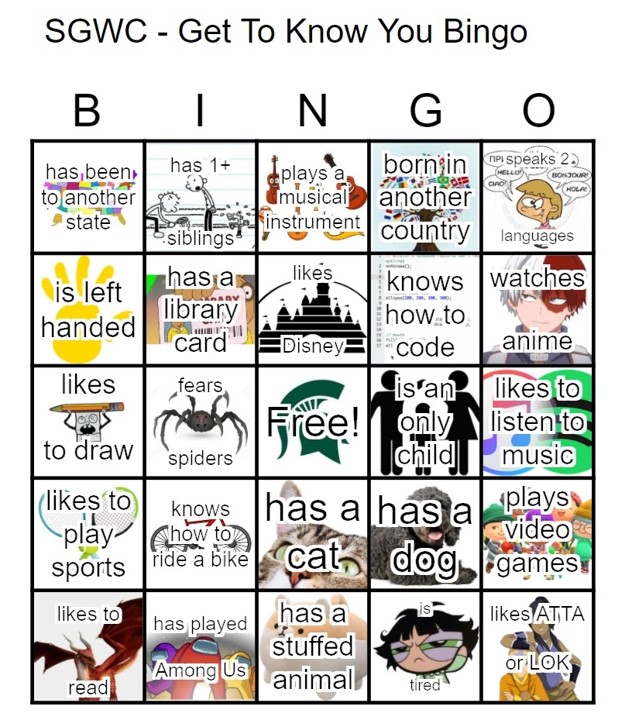 SGWC - Get To Know You Bingo
B I N G O
has been
to another
state
has 1+
siblings
plays a
musical
instrument
born in
another
country
ПРІ speaks 2
HELLO!
CIAO!
BONJOUR!
HOLA!
languages
is left
handed
has a
library
card
likes
Disney
knows
how to
code
watches
anime
likes
to draw
fears
spiders
Free!
is an
only
child
likes to
listen to
music
likes to
play
sports
knows
how to
ride a bike
has a
cat
has a
dog
plays
video
games
likes to
read
has played
Among Us
has a
stuffed
animal
is
tired
likes ATTA
or LOK